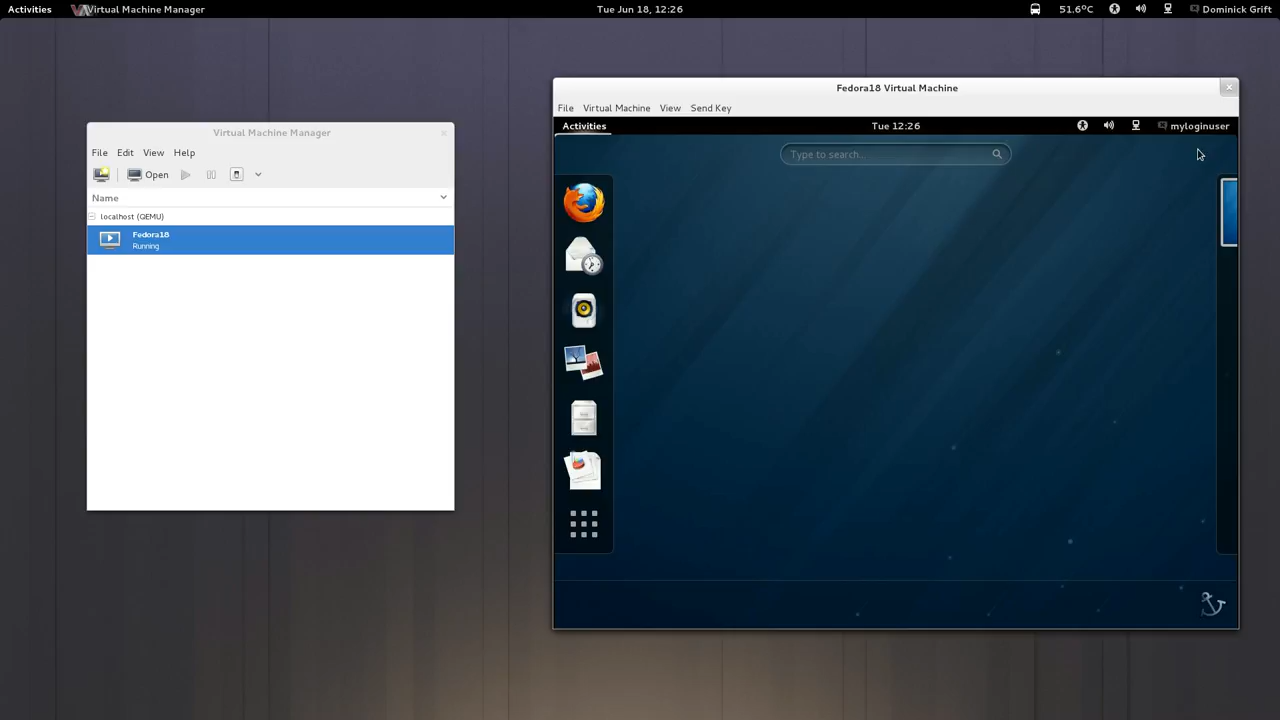 Activities Virtual Machine Manager Tue Jun 18, 12:26 51.6°C Dominick Grift
Virtual Machine Manager
File Edit View Help
Open
Name
localhost (QEMU)
Fedora18
Running
Fedora18 Virtual Machine
File Virtual Machine View Send Key
Activities Tue 12:26 myloginuser
Type to search...